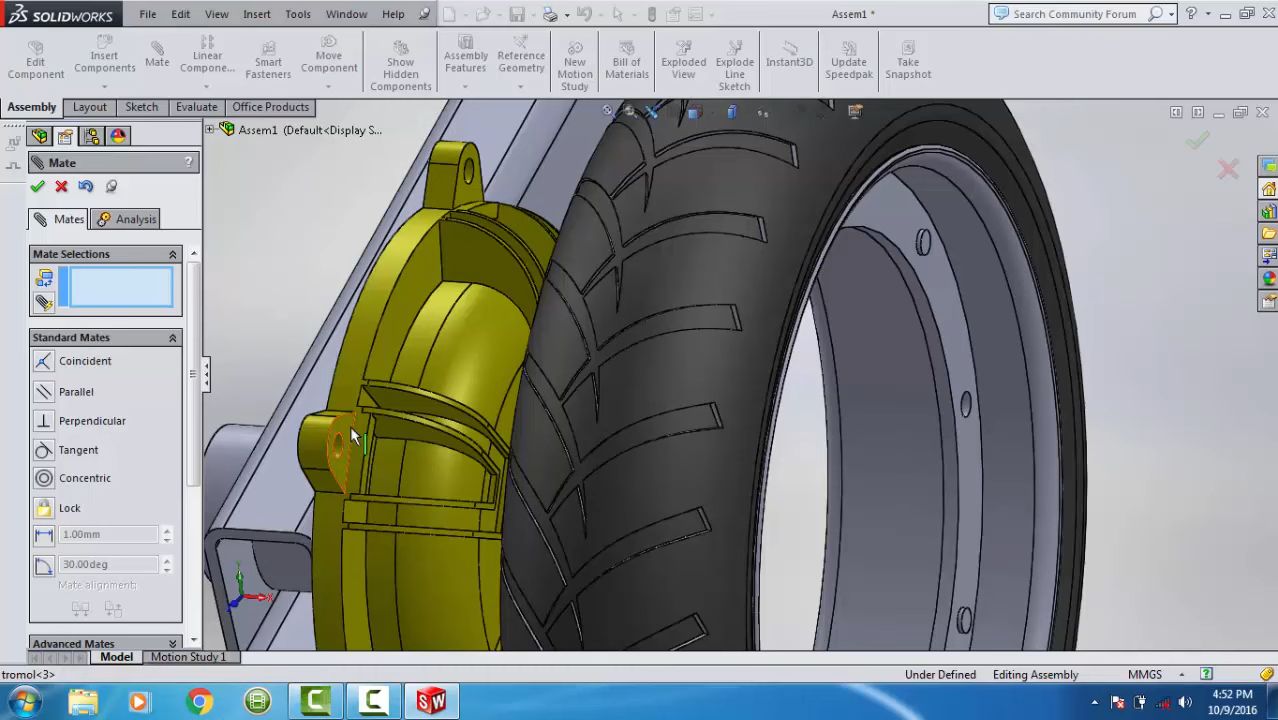 SOLIDWORKS File Edit View Insert Tools Window Help Assem1 * Search Community Forum ?
Edit Component
Insert Components
Mate
Linear Compone...
Smart Fasteners
Move Component
Show Hidden Components
Assembly Features
Reference Geometry
New Motion Study
Bill of Materials
Exploded View
Explode Line Sketch
Instant3D
Update Speedpak
Take Snapshot
Assembly Layout Sketch Evaluate Office Products
Assem1 (Default<Display S...
Mate ?
Mates Analysis
Mate Selections
Standard Mates
Coincident
Parallel
Perpendicular
Tangent
Concentric
Lock
1.00mm
30.00deg
Mate alignment:
Advanced Mates
Y
X
Model Motion Study 1
tromol<3> Under Defined Editing Assembly MMGS ?
4:52 PM
10/9/2016